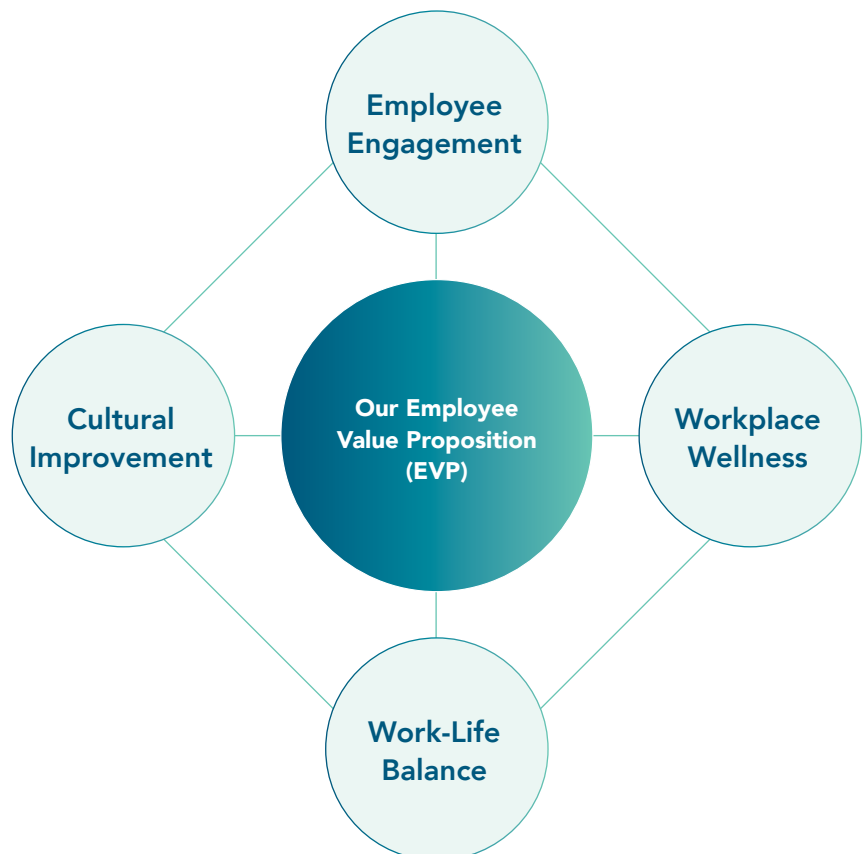 Employee
Engagement
Cultural
Improvement
Our Employee
Value Proposition
(EVP)
Workplace
Wellness
Work-Life
Balance